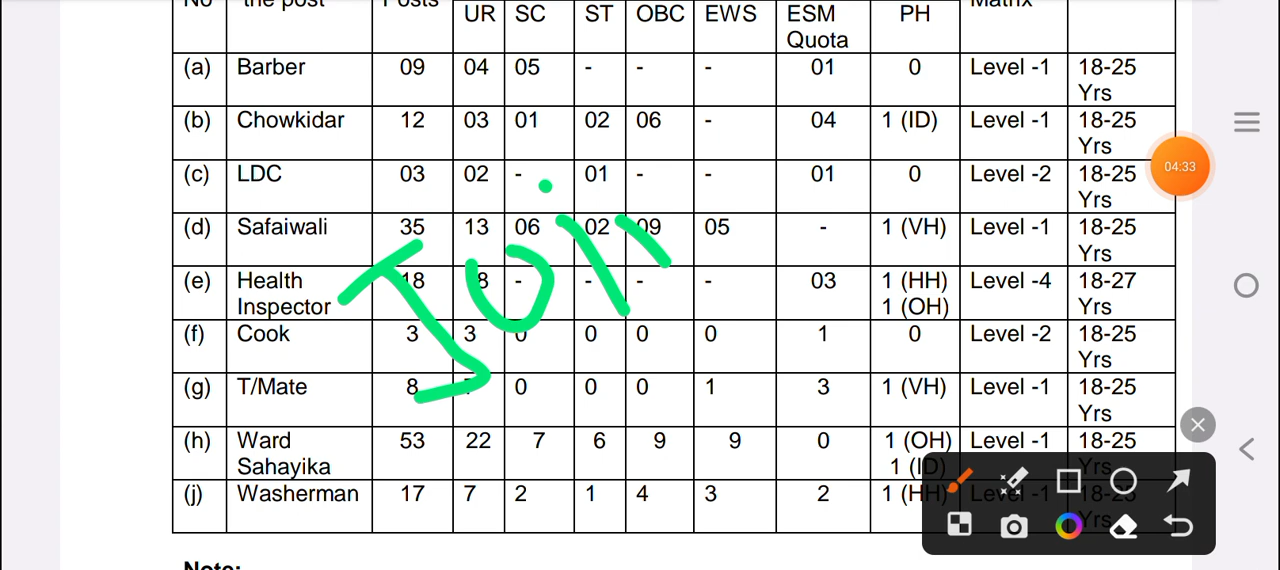 No the post Posts UR SC ST OBC EWS ESM Quota PH Matrix
(a) Barber 09 04 05 - - - 01 0 Level -1 18-25 Yrs
(b) Chowkidar 12 03 01 02 06 - 04 1 (ID) Level -1 18-25 Yrs
04:33
(c) LDC 03 02 - 01 - - 01 0 Level -2 18-25 Yrs
(d) Safaiwali 35 13 06 02 09 05 - 1 (VH) Level -1 18-25 Yrs
(e) Health Inspector 18 8 - - - - 03 1 (HH) 1 (OH) Level -4 18-27 Yrs
(f) Cook 3 3 0 0 0 0 1 0 Level -2 18-25 Yrs
(g) T/Mate 8 0 0 0 1 3 1 (VH) Level -1 18-25 Yrs
(h) Ward Sahayika 53 22 7 6 9 9 0 1 (OH) 1 (ID) Level -1 18-25 Yrs
(j) Washerman 17 7 2 1 4 3 2 1 (HH) Level -1 18-25 Yrs
Note: